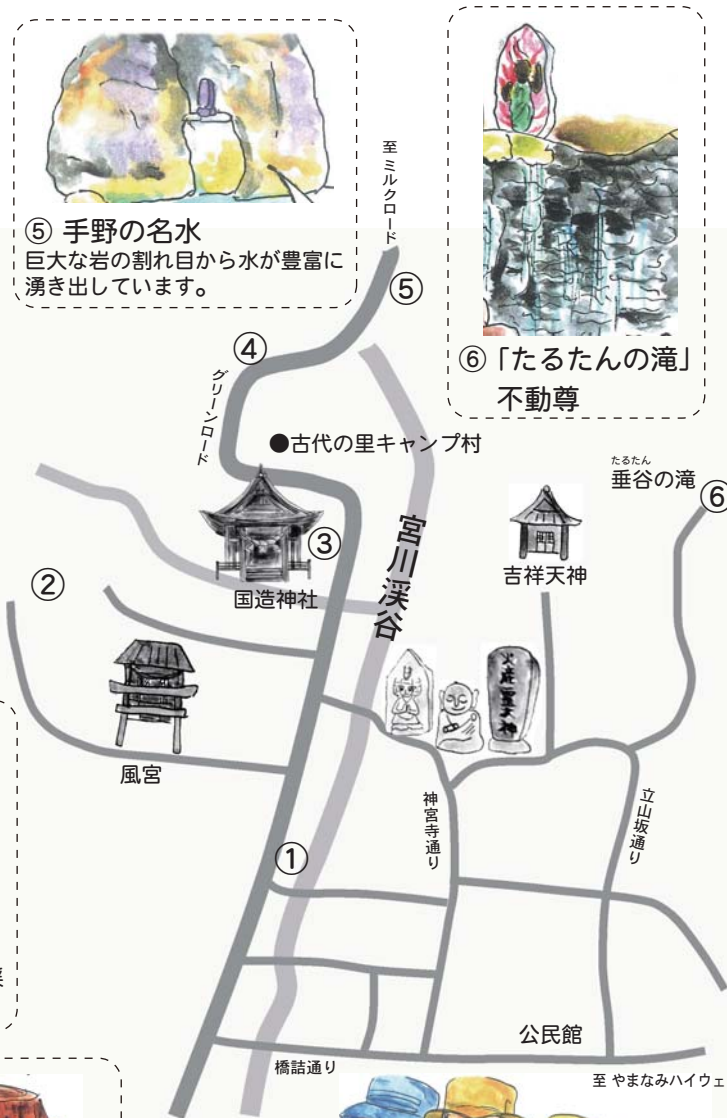 ⑤ 手野の名水
巨大な岩の割れ目から水が豊富に
湧き出しています。
⑥「たるたんの滝」
不動尊
至 ミルクロード
⑤
④
グリーンロード
●古代の里キャンプ村
たるたん
垂谷の滝
⑥
宮川渓谷
③
国造神社
吉祥天神
②
風宮
火産霊大神
神宮寺通り
立山坂通り
①
公民館
橋詰通り
至 やまなみハイウェ